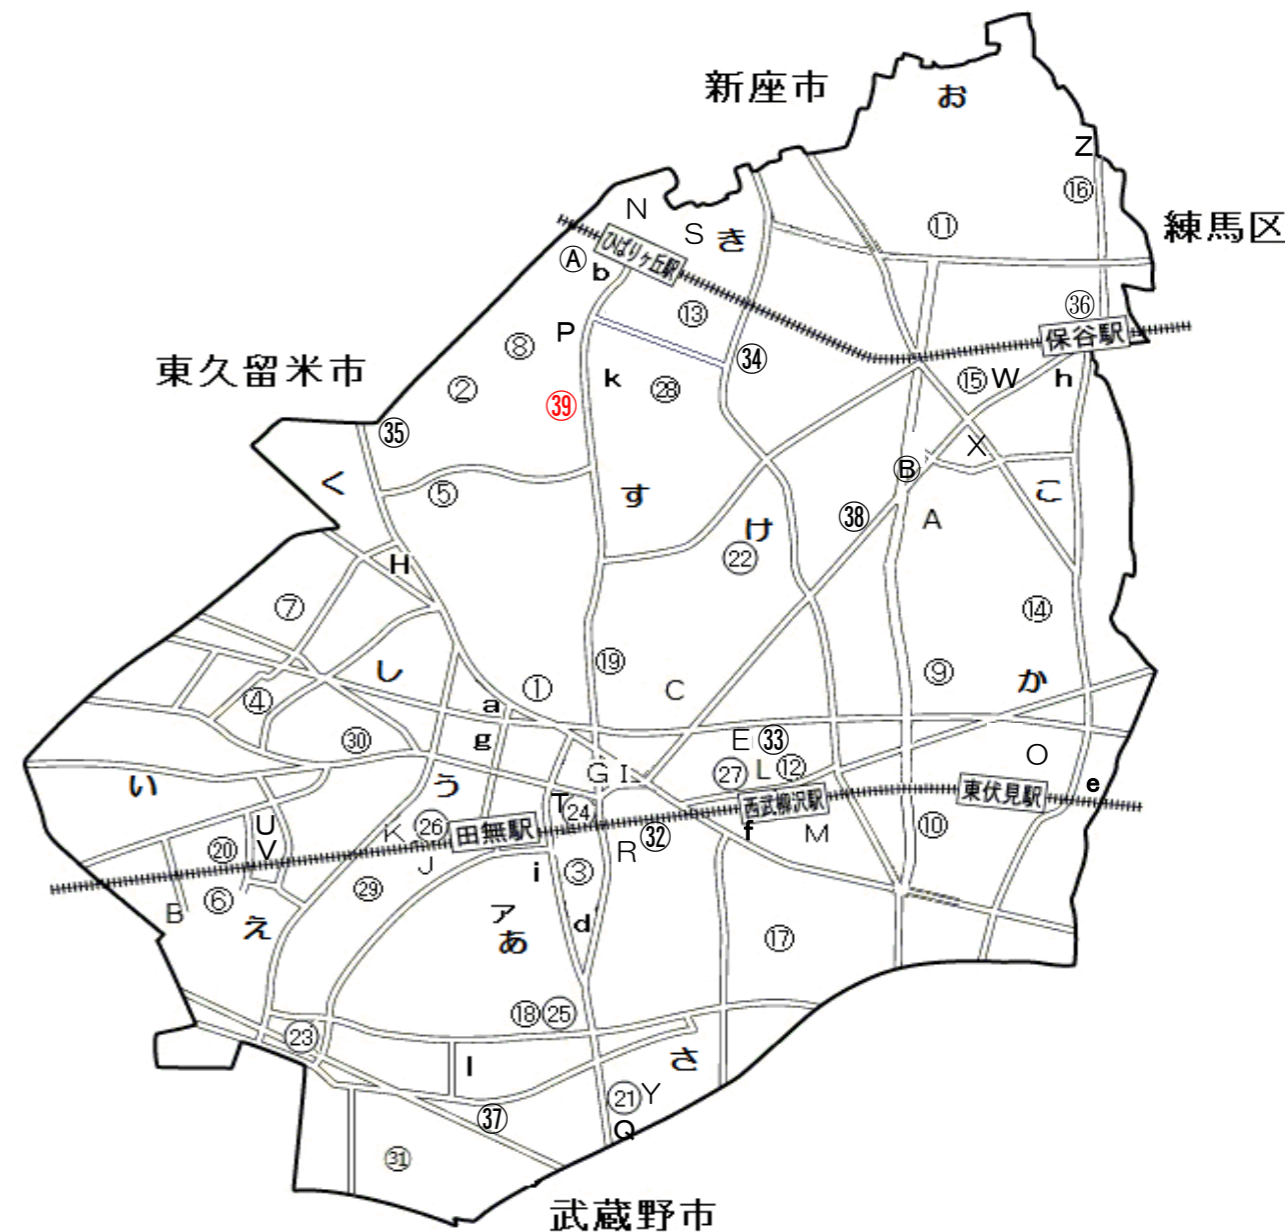 新座市
お
Z
⑯
練馬区
N
S
き
⑪
Ⓐ
b
ひばりヶ丘駅
⑬
㊱
P
⑧
保谷駅
東久留米市
②
k
㉘
㉞
⑮
W
h
㊴
㉟
X
く
⑤
す
Ⓑ
こ
け
㊳
A
㉒
H
⑦
⑭
し
⑲
①
C
⑨
か
④
a
㉚
g
E
㉝
O
い
う
G
I
㉗
L
⑫
東伏見駅
e
U
K
㉖
田無駅
T
㉔
西武柳沢駅
⑳
V
J
R
㉜
f
M
⑩
B
⑥
え
㉙
i
③
ア
あ
d
⑰
⑱
㉕
㉓
l
さ
㊲
㉑
Y
Q
㉛
武蔵野市